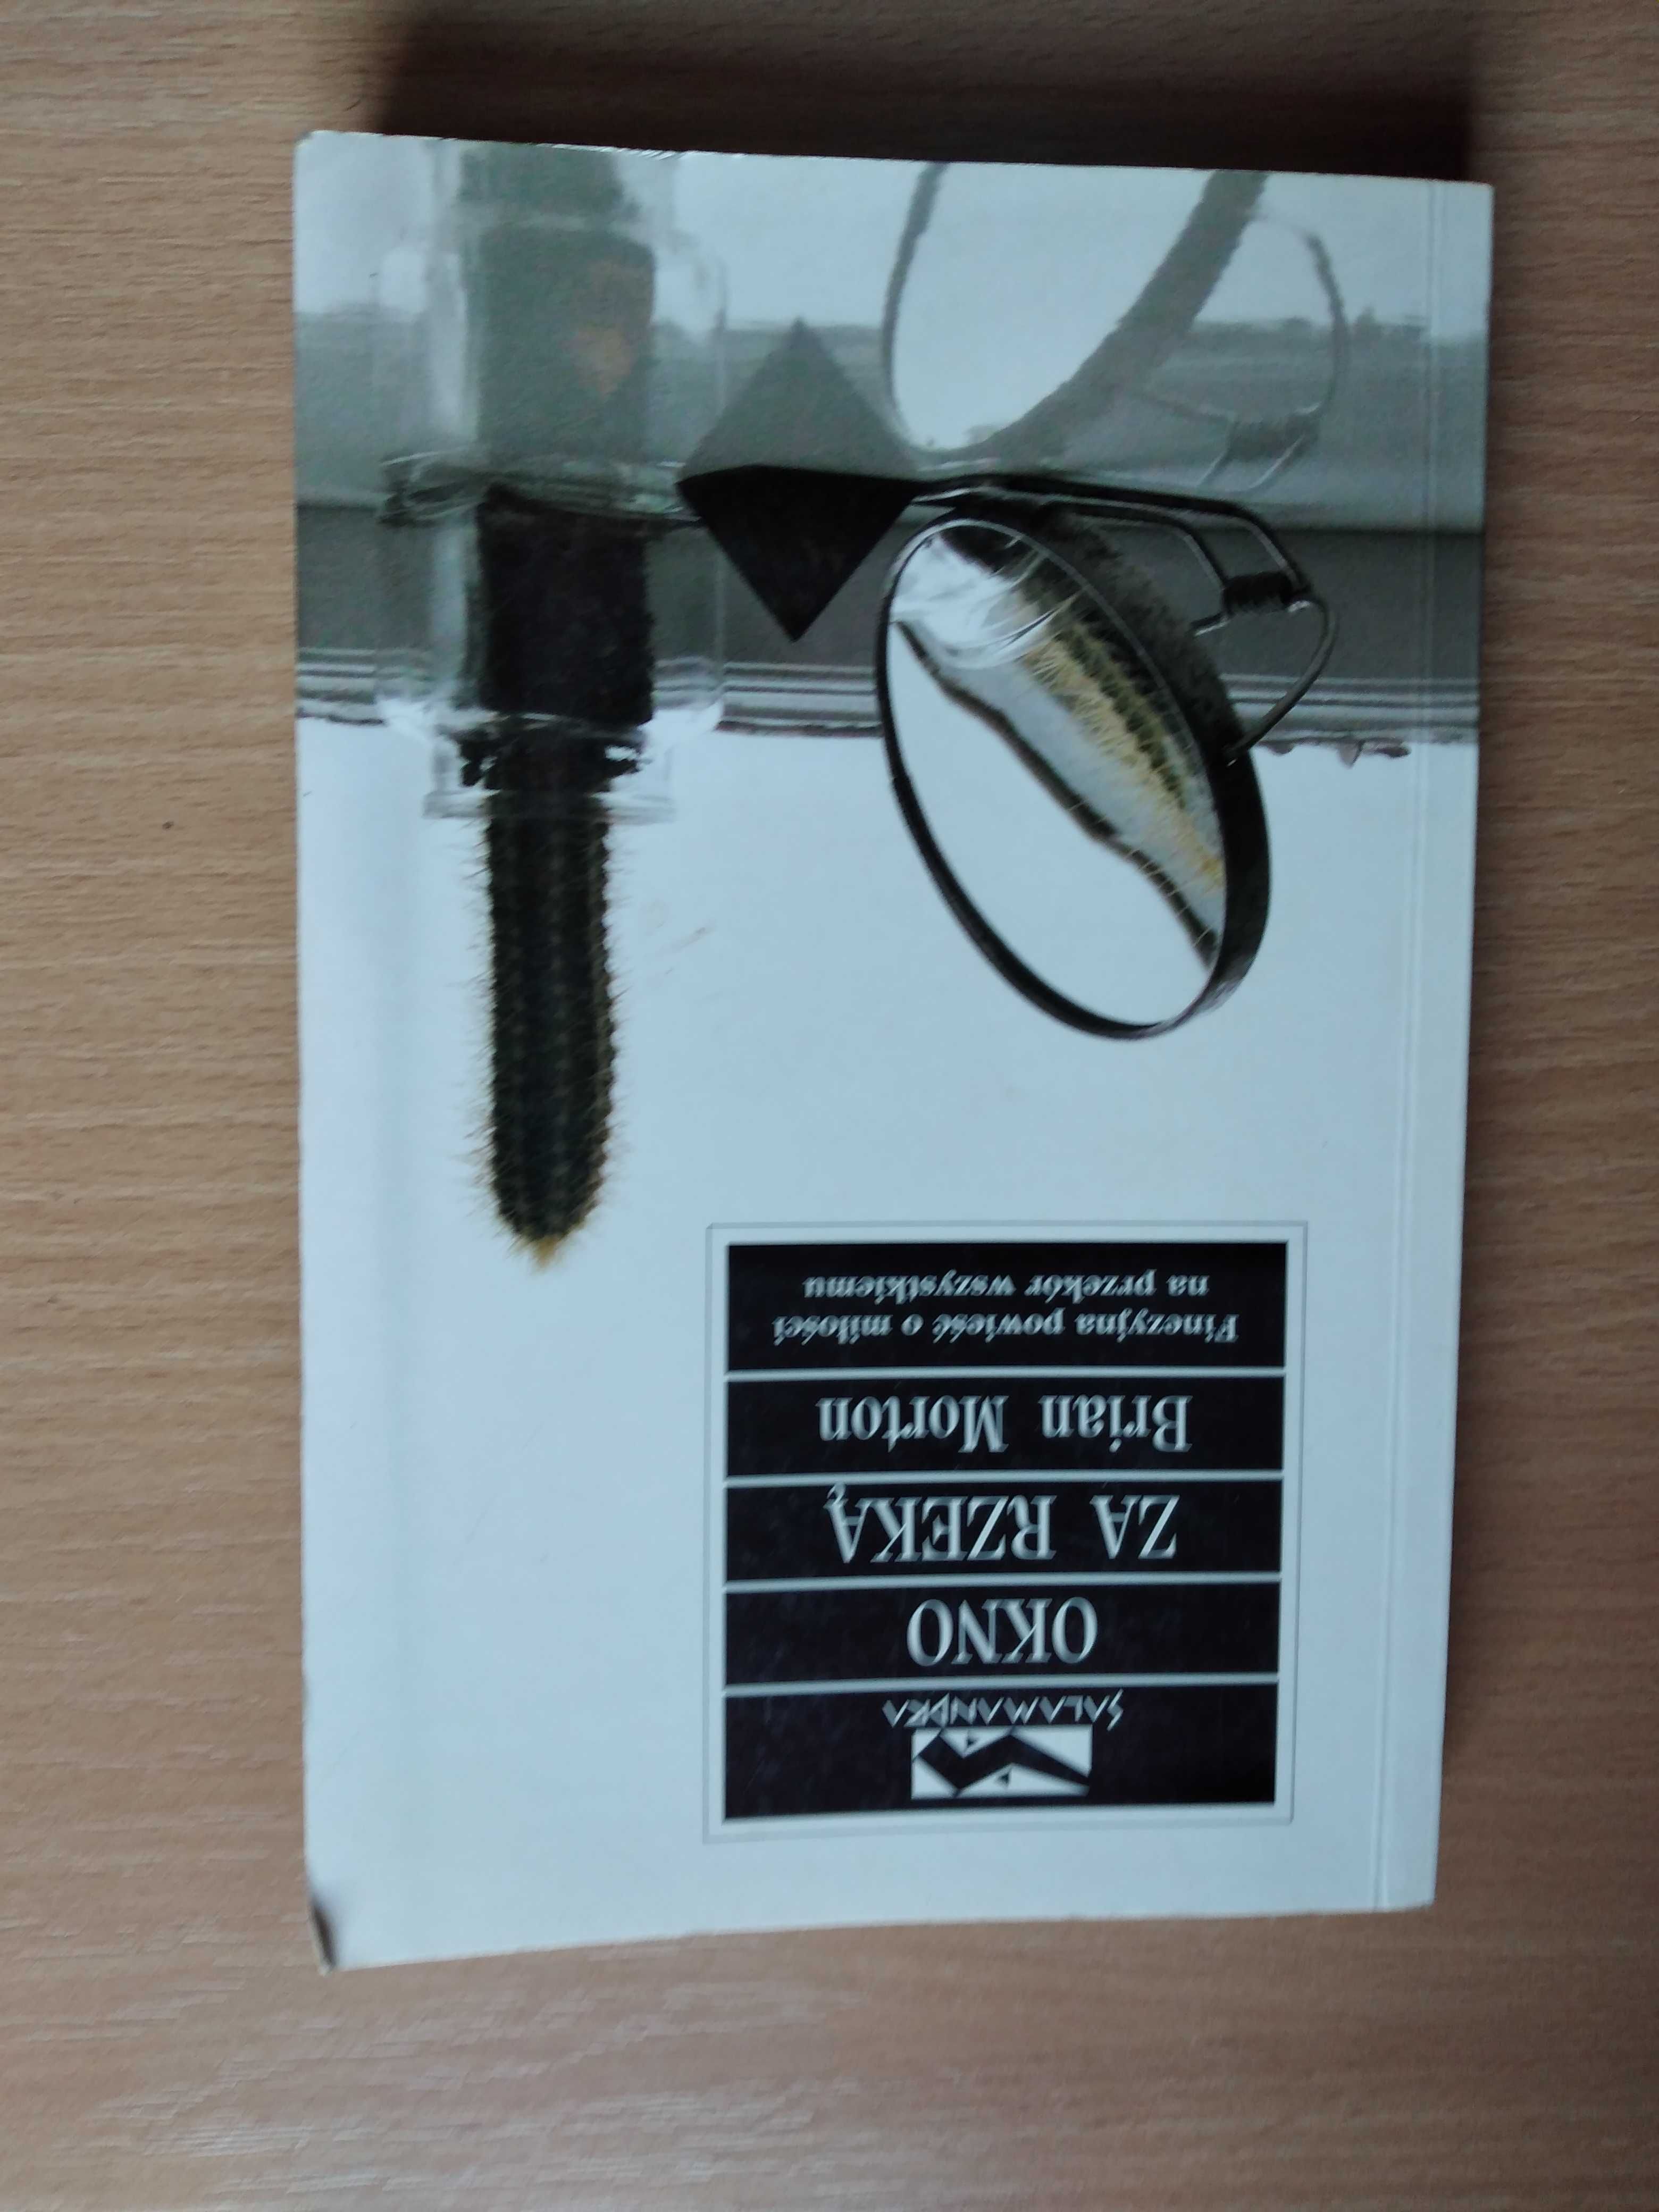 SALAMANDRA
OKNO
ZA RZEKĄ
Brian Morton
Finezyjna powieść o miłości
na przekór wszystkiemu